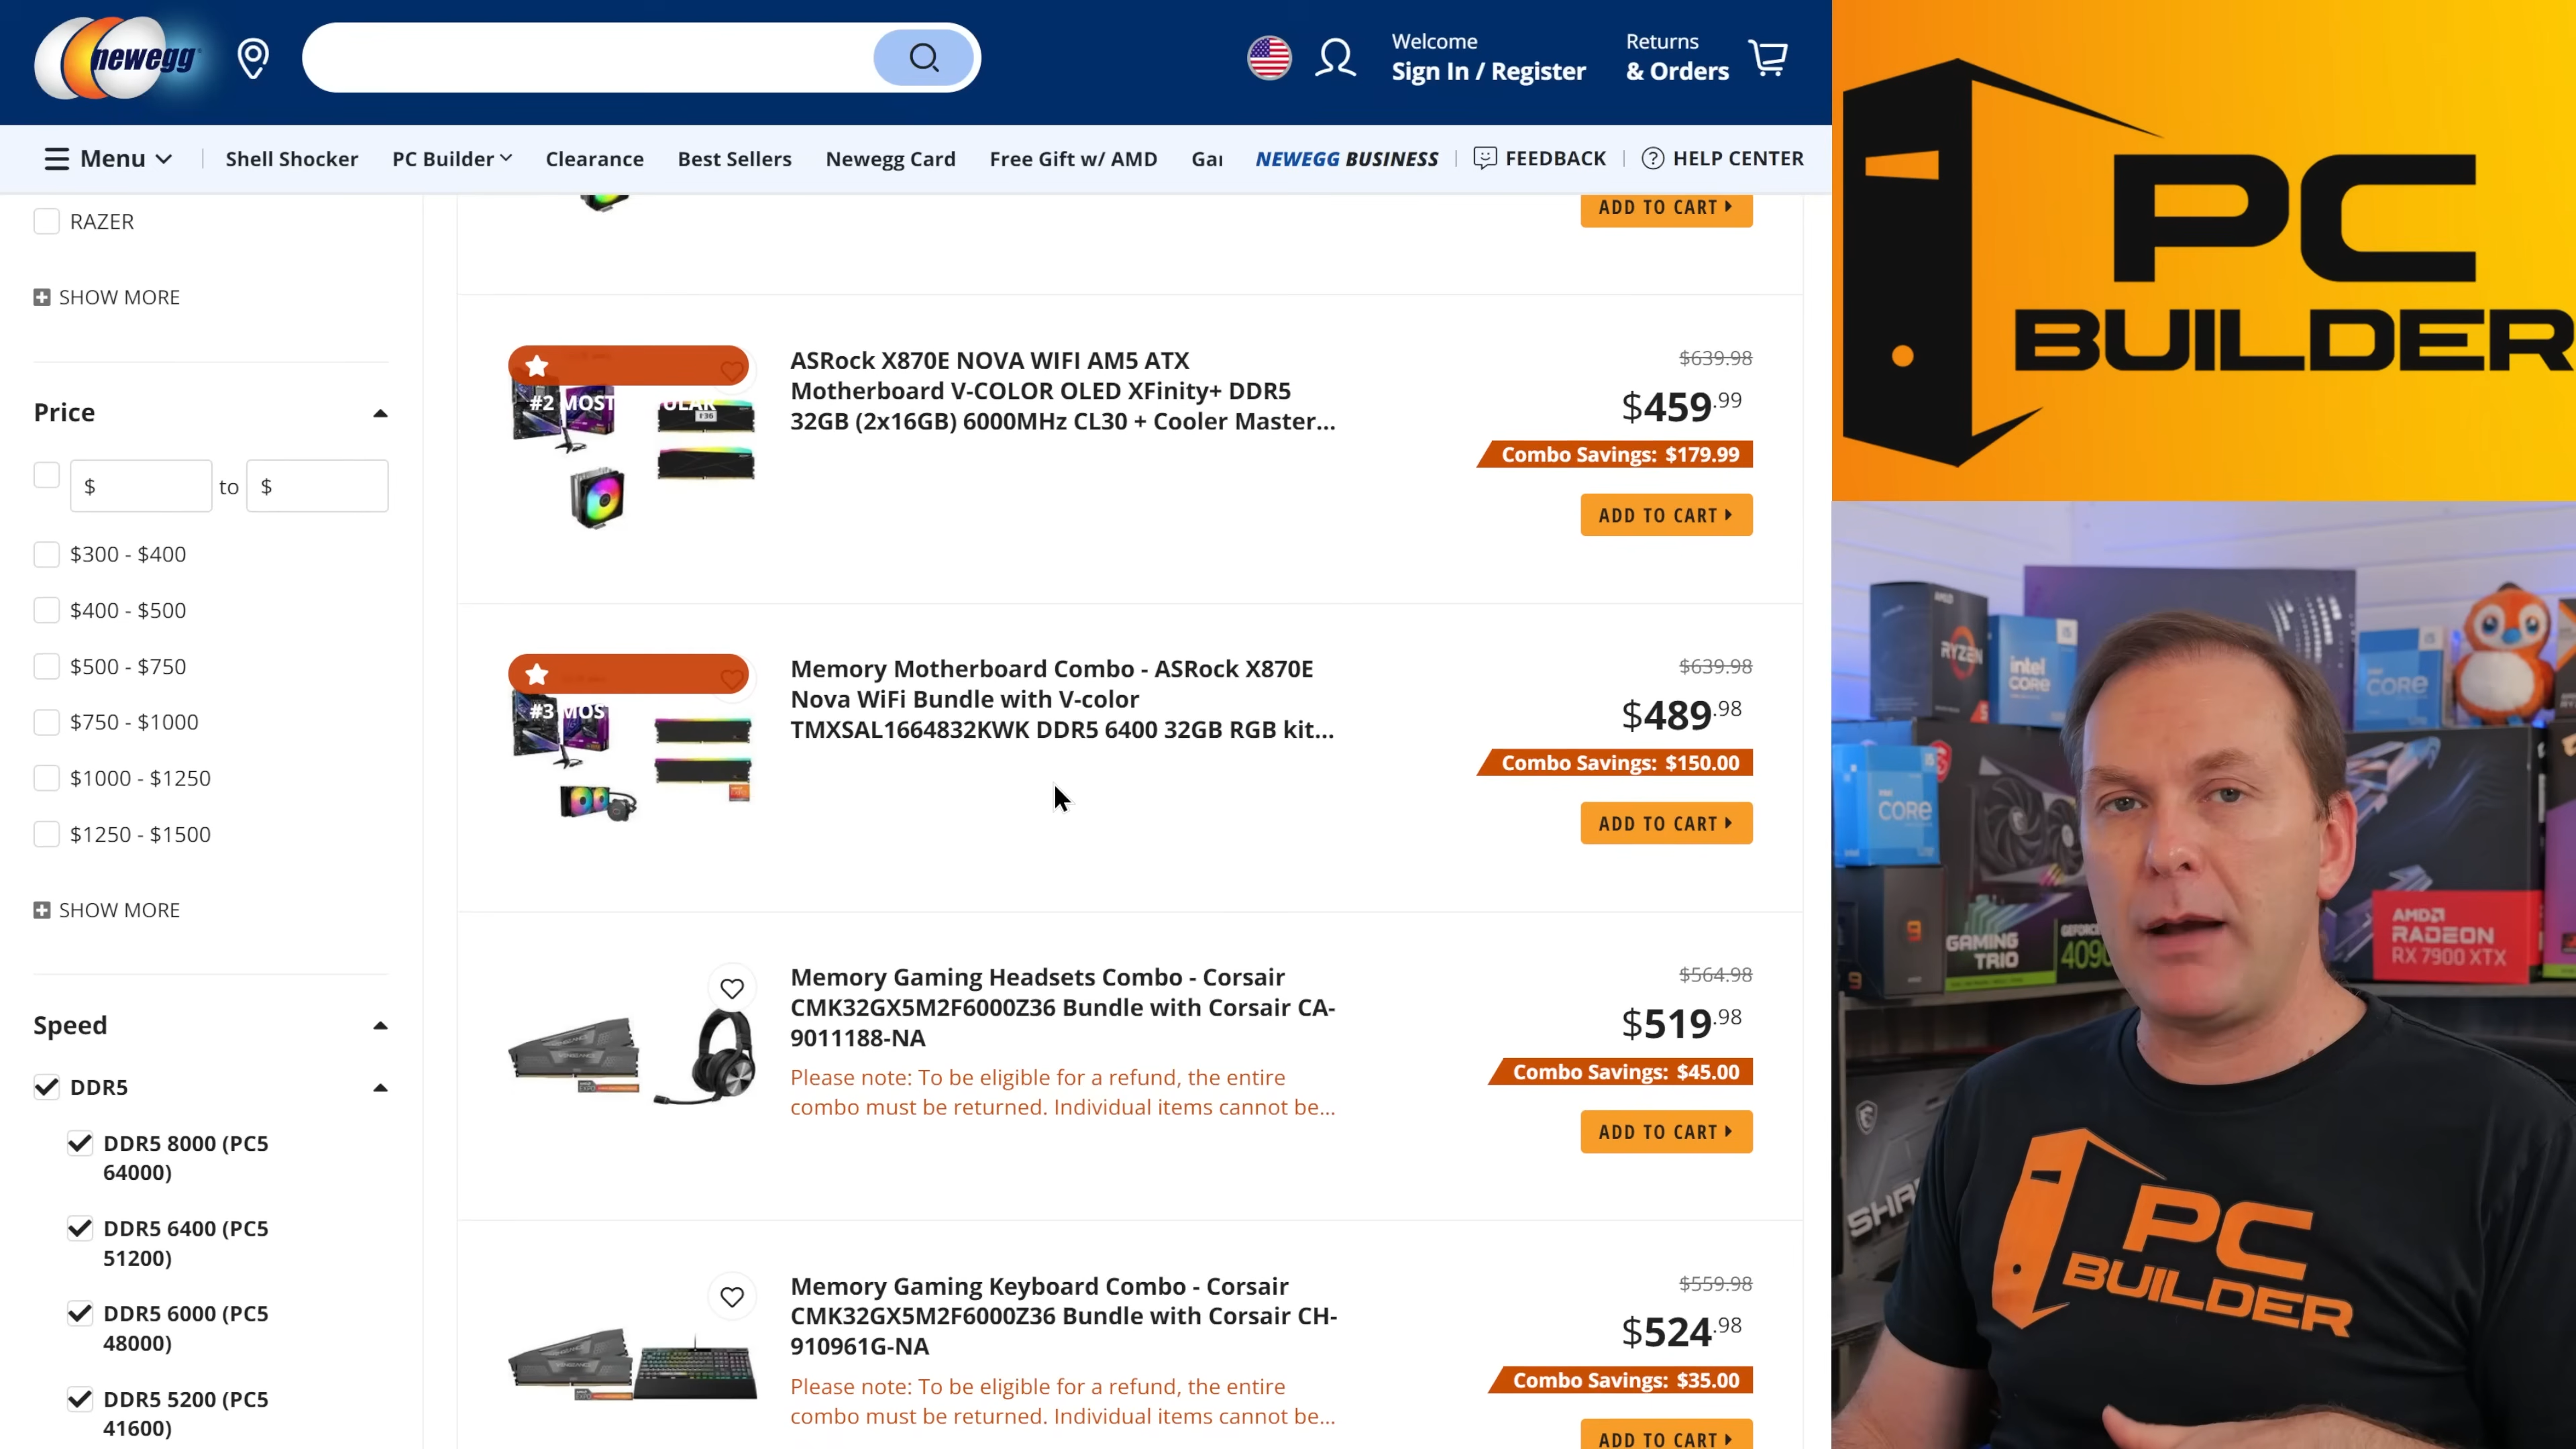 newegg
Welcome
Sign In / Register
Returns
& Orders
Menu
Shell Shocker
PC Builder
Clearance
Best Sellers
Newegg Card
Free Gift w/ AMD
Gai
NEWEGG BUSINESS
FEEDBACK
HELP CENTER
RAZER
SHOW MORE
Price
$ to $
$300 - $400
$400 - $500
$500 - $750
$750 - $1000
$1000 - $1250
$1250 - $1500
SHOW MORE
Speed
DDR5
DDR5 8000 (PC5
64000)
DDR5 6400 (PC5
51200)
DDR5 6000 (PC5
48000)
DDR5 5200 (PC5
41600)
ADD TO CART
#2 MOST
ASRock X870E NOVA WIFI AM5 ATX
Motherboard V-COLOR OLED XFinity+ DDR5
32GB (2x16GB) 6000MHz CL30 + Cooler Master...
$639.98
$459.99
Combo Savings: $179.99
ADD TO CART
#3 MOS
Memory Motherboard Combo - ASRock X870E
Nova WiFi Bundle with V-color
TMXSAL1664832KWK DDR5 6400 32GB RGB kit...
$639.98
$489.98
Combo Savings: $150.00
ADD TO CART
Memory Gaming Headsets Combo - Corsair
CMK32GX5M2F6000Z36 Bundle with Corsair CA-
9011188-NA
Please note: To be eligible for a refund, the entire
combo must be returned. Individual items cannot be...
$564.98
$519.98
Combo Savings: $45.00
ADD TO CART
Memory Gaming Keyboard Combo - Corsair
CMK32GX5M2F6000Z36 Bundle with Corsair CH-
910961G-NA
Please note: To be eligible for a refund, the entire
combo must be returned. Individual items cannot be...
$559.98
$524.98
Combo Savings: $35.00
ADD TO CART
PC
BUILDER
AMD
RYZEN
intel
CORE
i5
CORE
i5
intel
CORE
9
9
GAMING
TRIO
GEFORCE
409
AMD
RADEON
RX 7900 XTX
PC
BUILDER